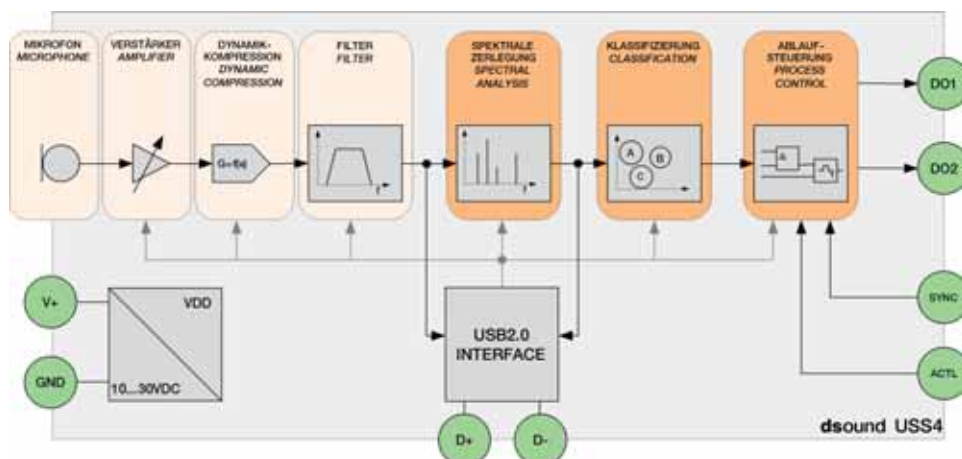 MIKROFON
MICROPHONE
VERSTÄRKER
AMPLIFIER
DYNAMIK-
KOMPRESSION
DYNAMIC
COMPRESSION
FILTER
FILTER
SPEKTRALE
ZERLEGUNG
SPECTRAL
ANALYSIS
KLASSIFIZIERUNG
CLASSIFICATION
ABLAUF-
STEUERUNG
PROCESS
CONTROL
DO1
DO2
G=f(a)
f
f
A
B
C
&
V+
GND
VDD
10...30VDC
USB2.0
INTERFACE
D+
D-
SYNC
ACTL
dsound USS4